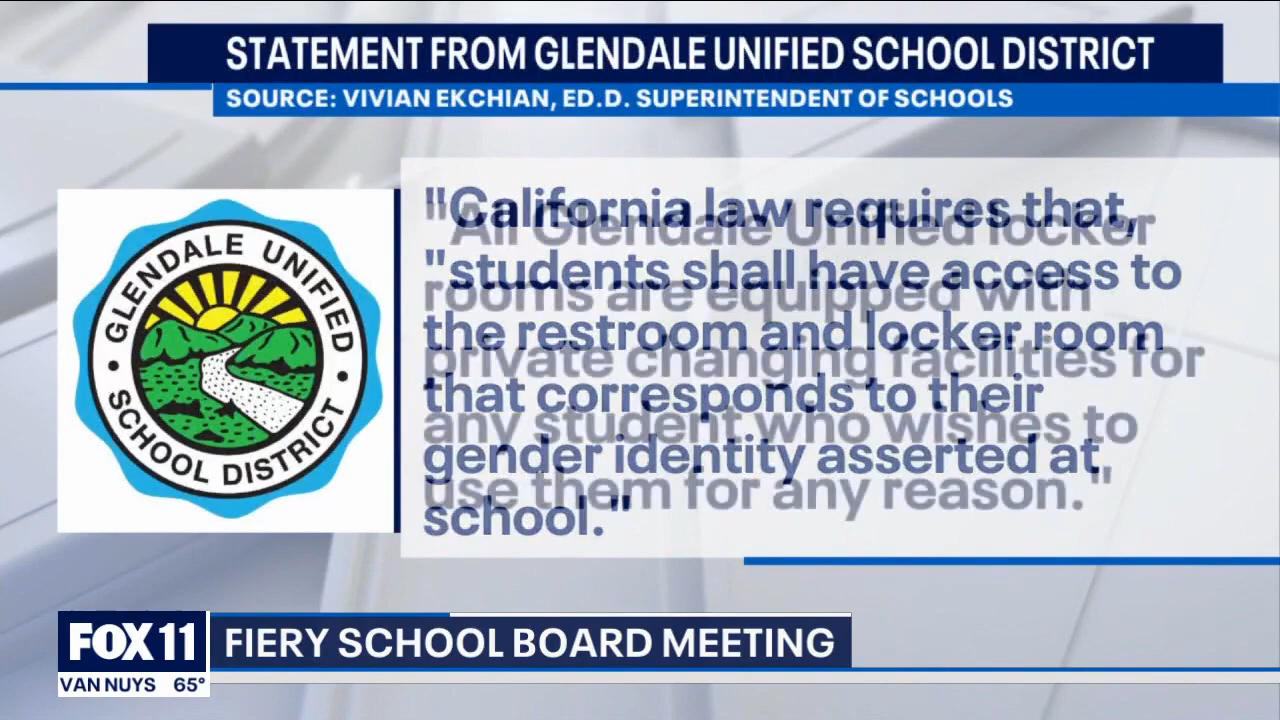 STATEMENT FROM GLENDALE UNIFIED SCHOOL DISTRICT
SOURCE: VIVIAN EKCHIAN, ED.D. SUPERINTENDENT OF SCHOOLS
GLENDALE UNIFIED
SCHOOL DISTRICT
"California law requires that,
"students shall have access to
the restroom and locker room
that corresponds to their
gender identity asserted at
school."
"All Glendale Unified locker
rooms are equipped with
private changing facilities for
any student who wishes to
use them for any reason."
FOX 11
FIERY SCHOOL BOARD MEETING
VAN NUYS 65°